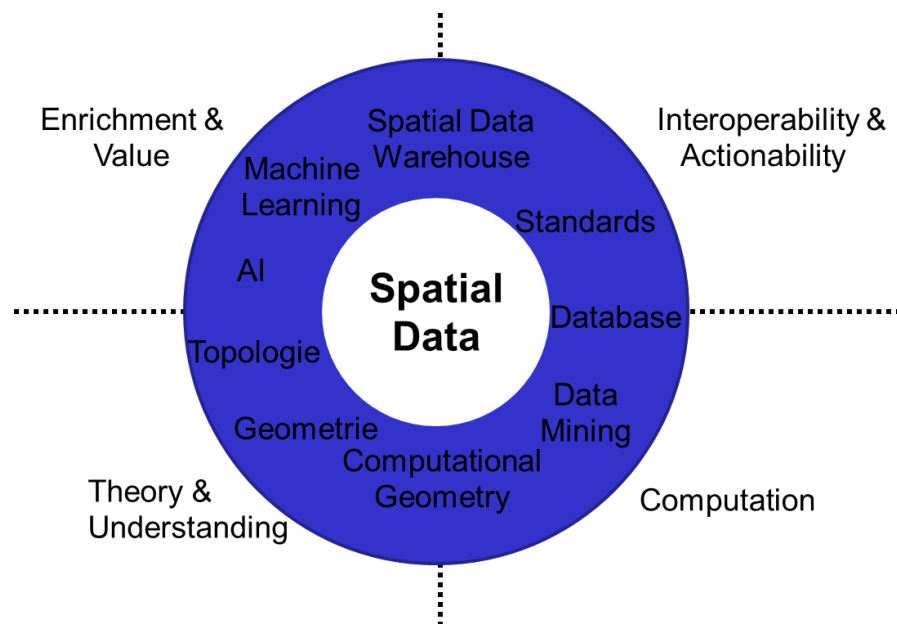 Enrichment &
Value
Spatial Data
Warehouse
Interoperability &
Actionability
Machine
Learning
Standards
AI
Spatial
Data
Database
Topologie
Data
Mining
Geometrie
Computational
Geometry
Theory &
Understanding
Computation